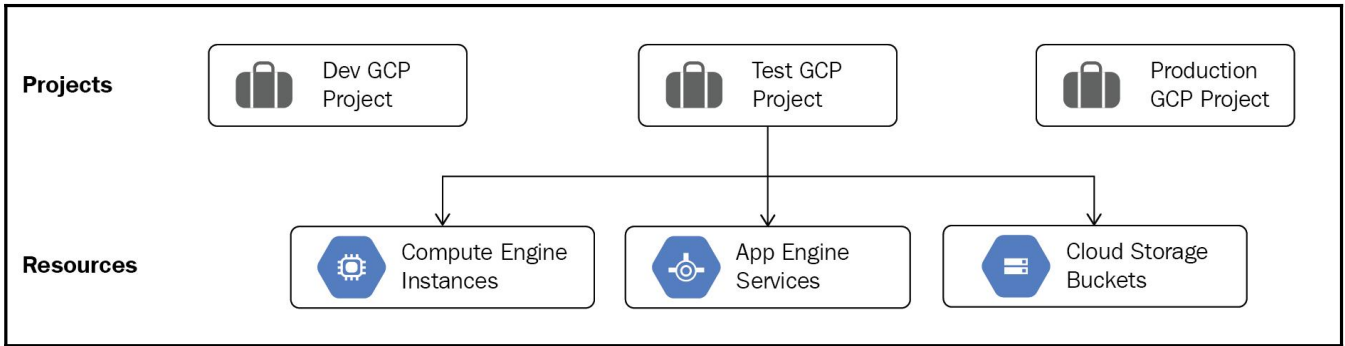 Projects
Dev GCP
Project
Test GCP
Project
Production
GCP Project
Resources
Compute Engine
Instances
App Engine
Services
Cloud Storage
Buckets